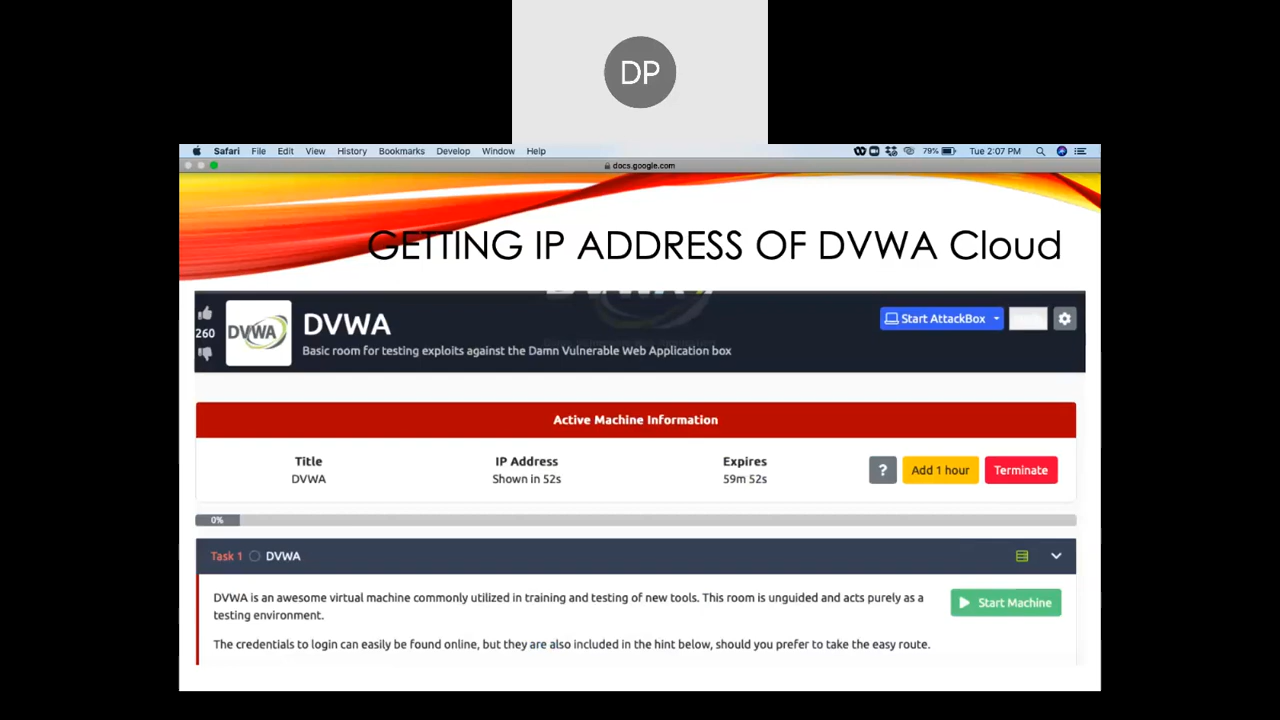 DP
Safari File Edit View History Bookmarks Develop Window Help 79% Tue 2:07 PM
docs.google.com
GETTING IP ADDRESS OF DVWA Cloud
260
DVWA
DVWA
Start AttackBox
Basic room for testing exploits against the Damn Vulnerable Web Application box
Active Machine Information
Title IP Address Expires
DVWA Shown in 52s 59m 52s
? Add 1 hour Terminate
0%
Task 1 DVWA
DVWA is an awesome virtual machine commonly utilized in training and testing of new tools. This room is unguided and acts purely as a
testing environment.
Start Machine
The credentials to login can easily be found online, but they are also included in the hint below, should you prefer to take the easy route.